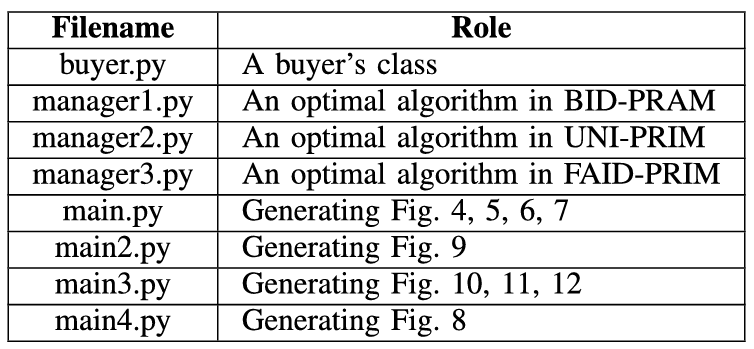 Filename Role
buyer.py A buyer's class
manager1.py An optimal algorithm in BID-PRAM
manager2.py An optimal algorithm in UNI-PRIM
manager3.py An optimal algorithm in FAID-PRIM
main.py Generating Fig. 4, 5, 6, 7
main2.py Generating Fig. 9
main3.py Generating Fig. 10, 11, 12
main4.py Generating Fig. 8